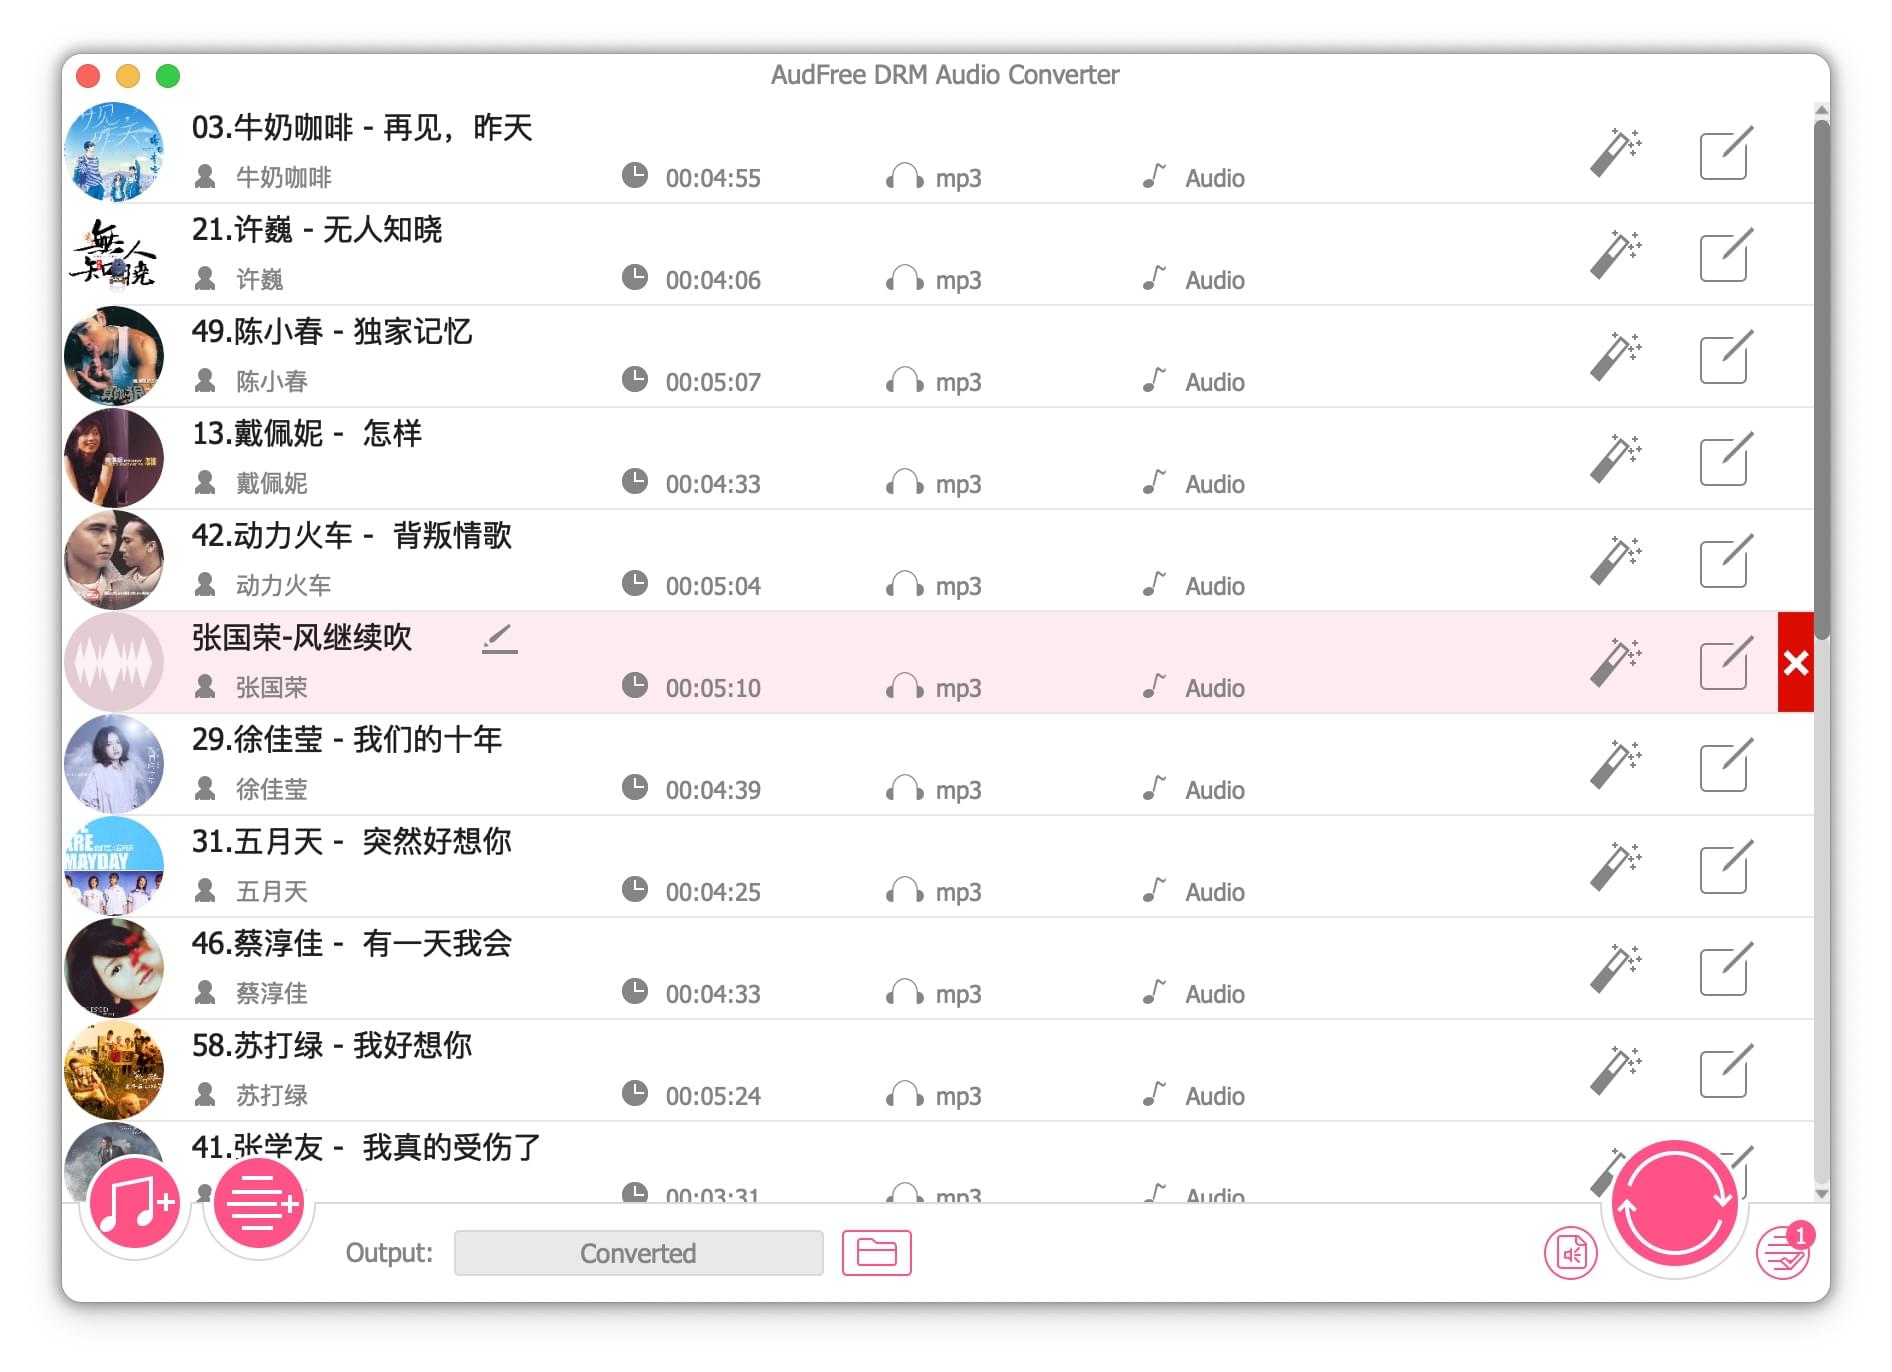 AudFree DRM Audio Converter
03.牛奶咖啡 - 再见，昨天
牛奶咖啡 00:04:55 mp3 Audio
21.许巍 - 无人知晓
许巍 00:04:06 mp3 Audio
無人知曉
49.陈小春 - 独家记忆
陈小春 00:05:07 mp3 Audio
13.戴佩妮 -  怎样
戴佩妮 00:04:33 mp3 Audio
42.动力火车 -  背叛情歌
动力火车 00:05:04 mp3 Audio
张国荣-风继续吹
张国荣 00:05:10 mp3 Audio
29.徐佳莹 - 我们的十年
徐佳莹 00:04:39 mp3 Audio
31.五月天 -  突然好想你
五月天 00:04:25 mp3 Audio
ARE
MAYDAY
46.蔡淳佳 -  有一天我会
蔡淳佳 00:04:33 mp3 Audio
58.苏打绿 - 我好想你
苏打绿 00:05:24 mp3 Audio
41.张学友 -  我真的受伤了
00:03:31 mp3 Audio
Output: Converted
1